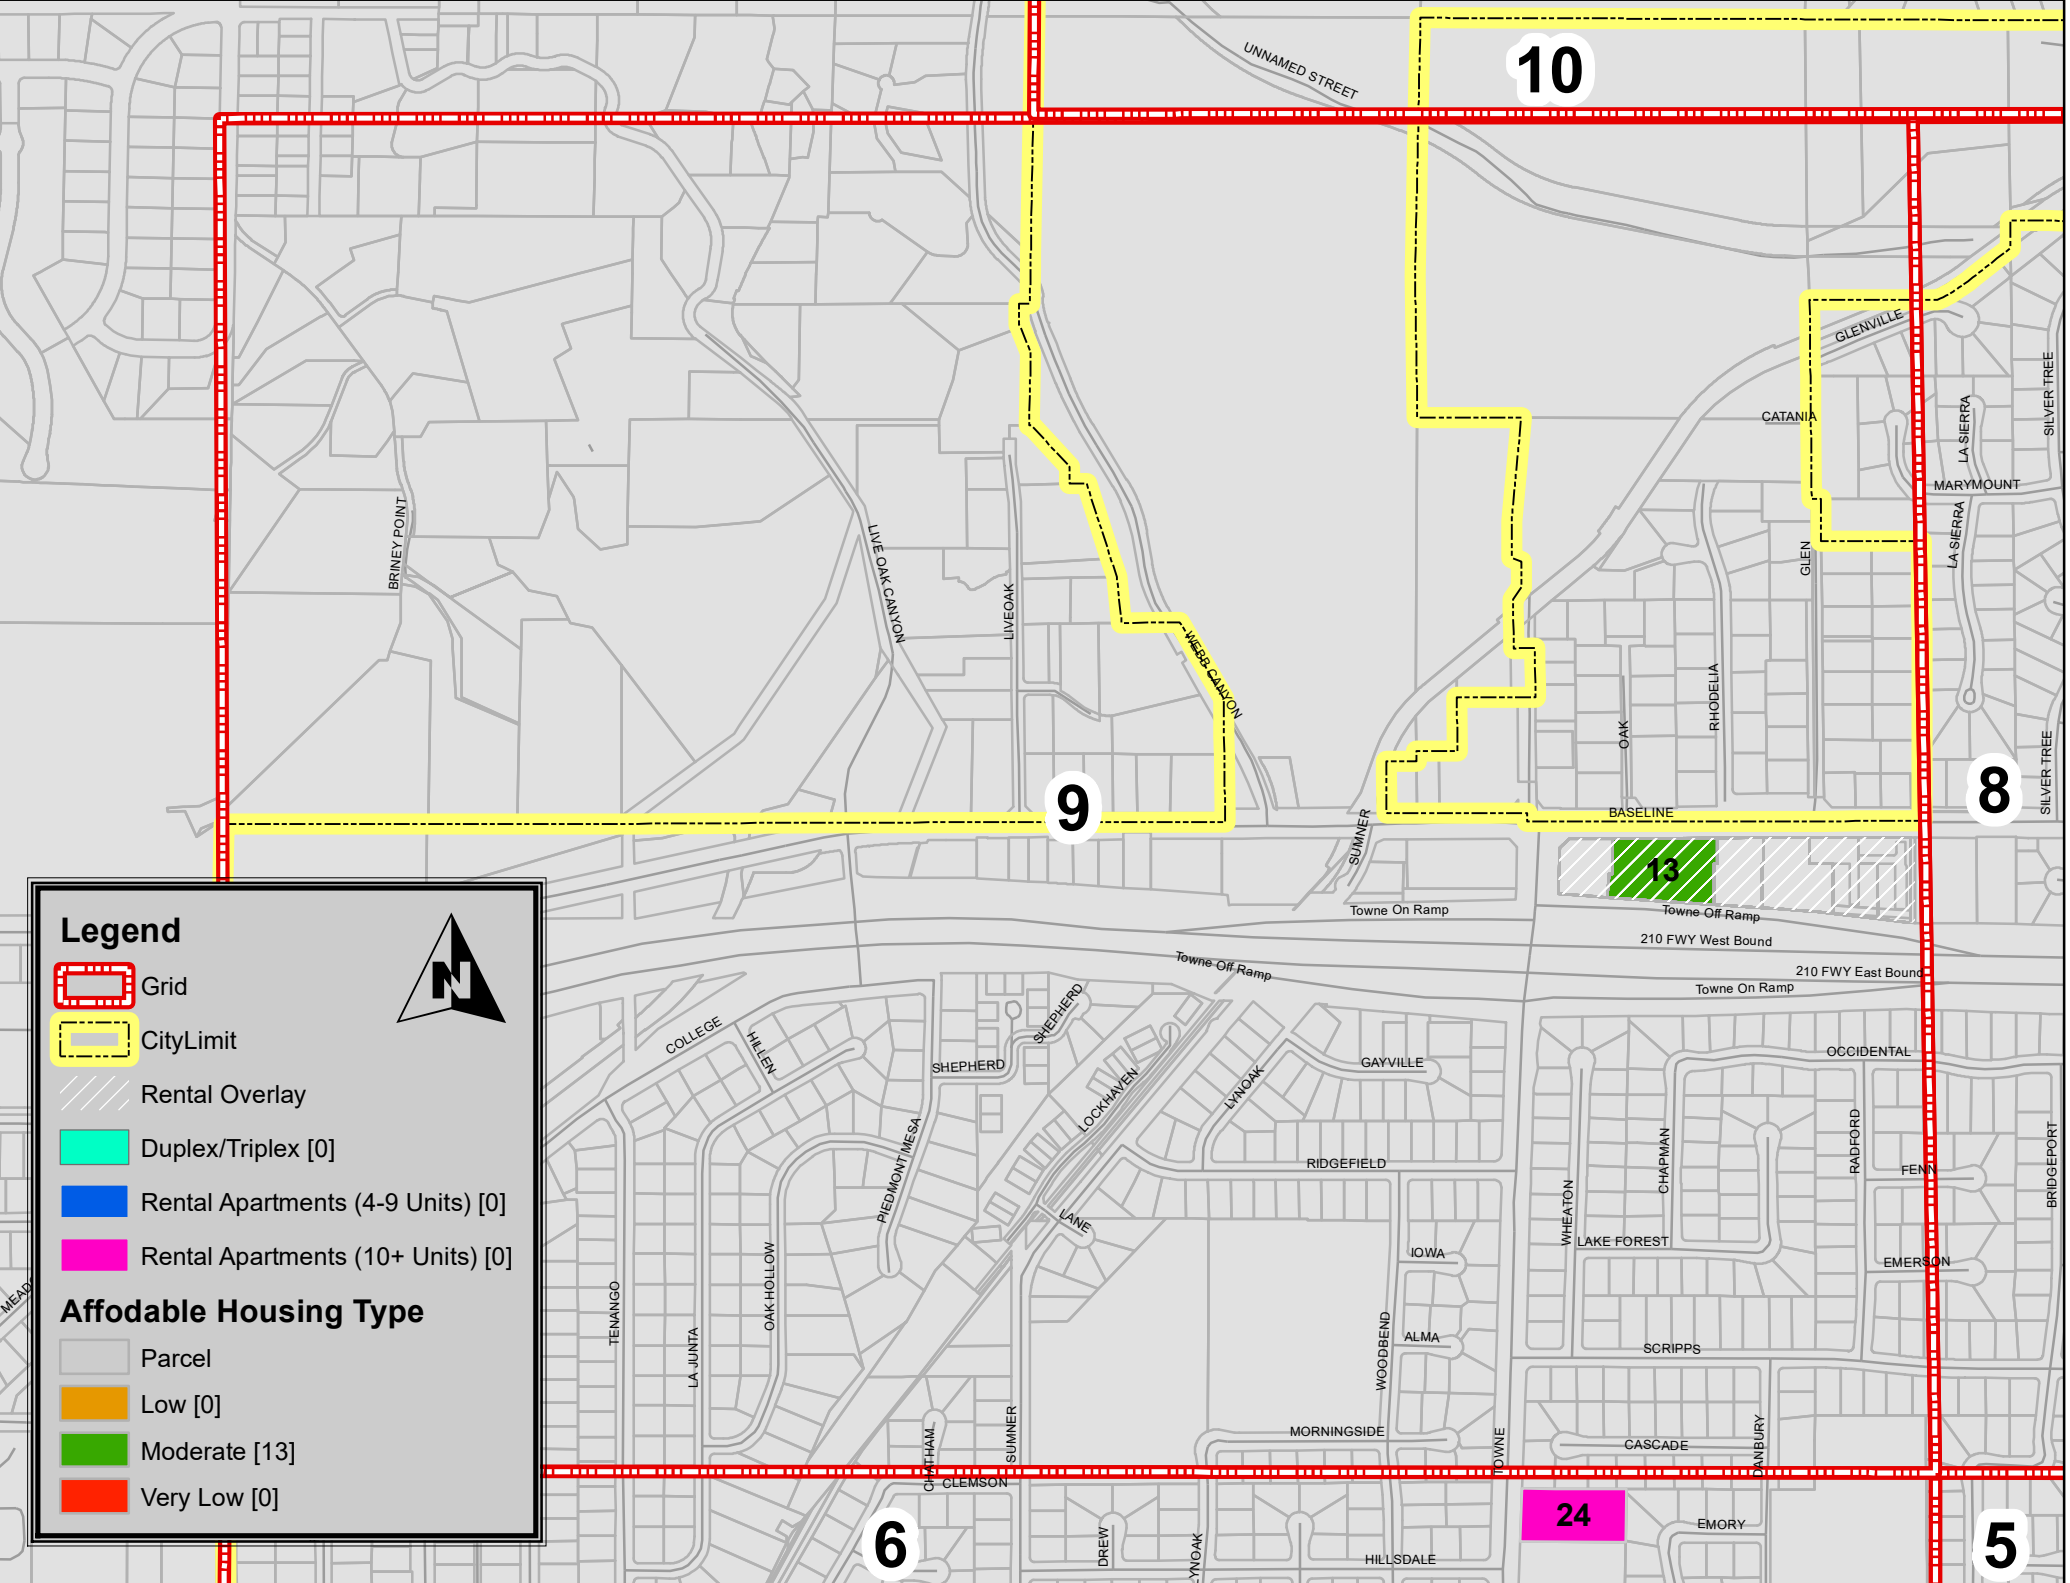 10
UNNAMED STREET
GLENVILLE
SILVER TREE
CATANIA
LA SIERRA
MARYMOUNT
BRINEY POINT
LIVE OAK CANYON
LA SIERRA
GLEN
LIVEOAK
WEBB CANYON
RHODELIA
OAK
SILVER TREE
8
9
BASELINE
SUMNER
13
Towne On Ramp
Towne Off Ramp
210 FWY West Bound
Towne Off Ramp
210 FWY East Bound
Towne On Ramp
Legend
N
Grid
CityLimit
Rental Overlay
Duplex/Triplex [0]
Rental Apartments (4-9 Units) [0]
Rental Apartments (10+ Units) [0]
Affodable Housing Type
Parcel
Low [0]
Moderate [13]
Very Low [0]
COLLEGE
HILLEN
SHEPHERD
SHEPHERD
LOCKHAVEN
LYNOAK
GAYVILLE
OCCIDENTAL
PIEDMONT MESA
RIDGEFIELD
CHAPMAN
RADFORD
FENN
BRIDGEPORT
WHEATON
LANE
LAKE FOREST
IOWA
EMERSON
MEAD
TENANGO
LA JUNTA
OAK HOLLOW
WOODBEND
ALMA
SCRIPPS
MORNINGSIDE
TOWNE
CASCADE
DANBURY
CHATHAM
SUMNER
CLEMSON
24
6
DREW
LYNOAK
HILLSDALE
EMORY
5